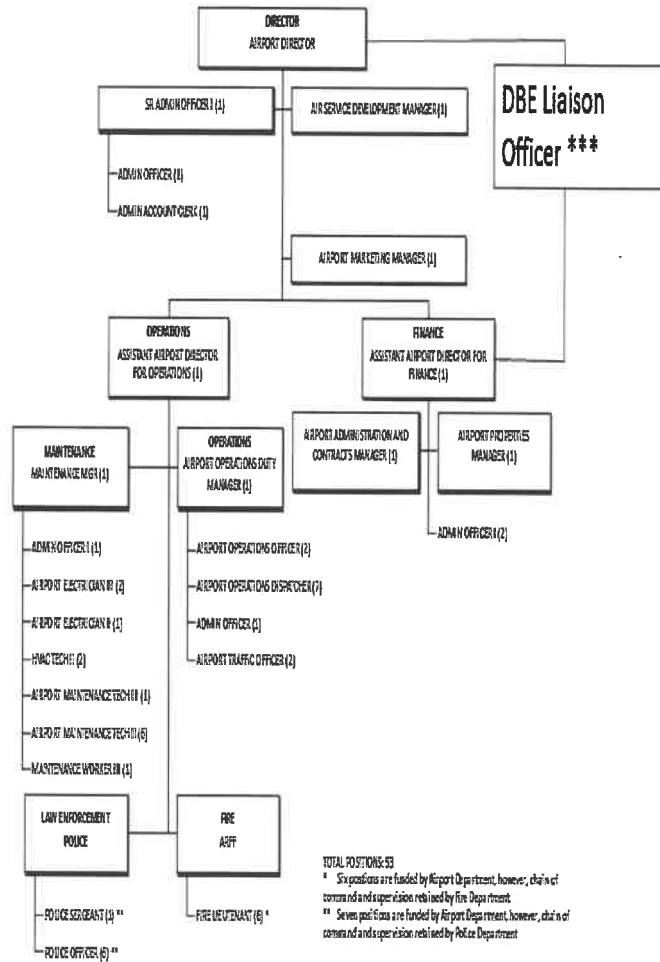 DIRECTOR
AIRPORT DIRECTOR
DBE Liaison
Officer ***
SR ADMIN OFFICER II (1)
AIR SERVICE DEVELOPMENT MANAGER (1)
ADMIN OFFICER (1)
ADMIN ACCOUNT CLERK (1)
AIRPORT MARKETING MANAGER (1)
OPERATIONS
ASSISTANT AIRPORT DIRECTOR
FOR OPERATIONS (1)
FINANCE
ASSISTANT AIRPORT DIRECTOR FOR
FINANCE (1)
MAINTENANCE
MAINTENANCE MGR (1)
OPERATIONS
AIRPORT OPERATIONS DUTY
MANAGER (1)
AIRPORT ADMINISTRATION AND
CONTRACTS MANAGER (1)
AIRPORT PROPERTIES
MANAGER (1)
ADMIN OFFICER I (1)
AIRPORT ELECTRICIAN III (2)
AIRPORT ELECTRICIAN II (1)
HVAC TECH II (2)
AIRPORT MAINTENANCE TECH III (1)
AIRPORT MAINTENANCE TECH II (6)
MAINTENANCE WORKER III (1)
AIRPORT OPERATIONS OFFICER (2)
AIRPORT OPERATIONS DISPATCHER (7)
ADMIN OFFICER (1)
AIRPORT TRAFFIC OFFICER (2)
ADMIN OFFICER II (2)
LAW ENFORCEMENT
POLICE
FIRE
ARFF
POLICE SERGEANT (1) **
POLICE OFFICER (6) **
FIRE LIEUTENANT (6) *
TOTAL POSITIONS: 53
* Six positions are funded by Airport Department, however, chain of
command and supervision retained by Fire Department.
** Seven positions are funded by Airport Department, however, chain of
command and supervision retained by Police Department